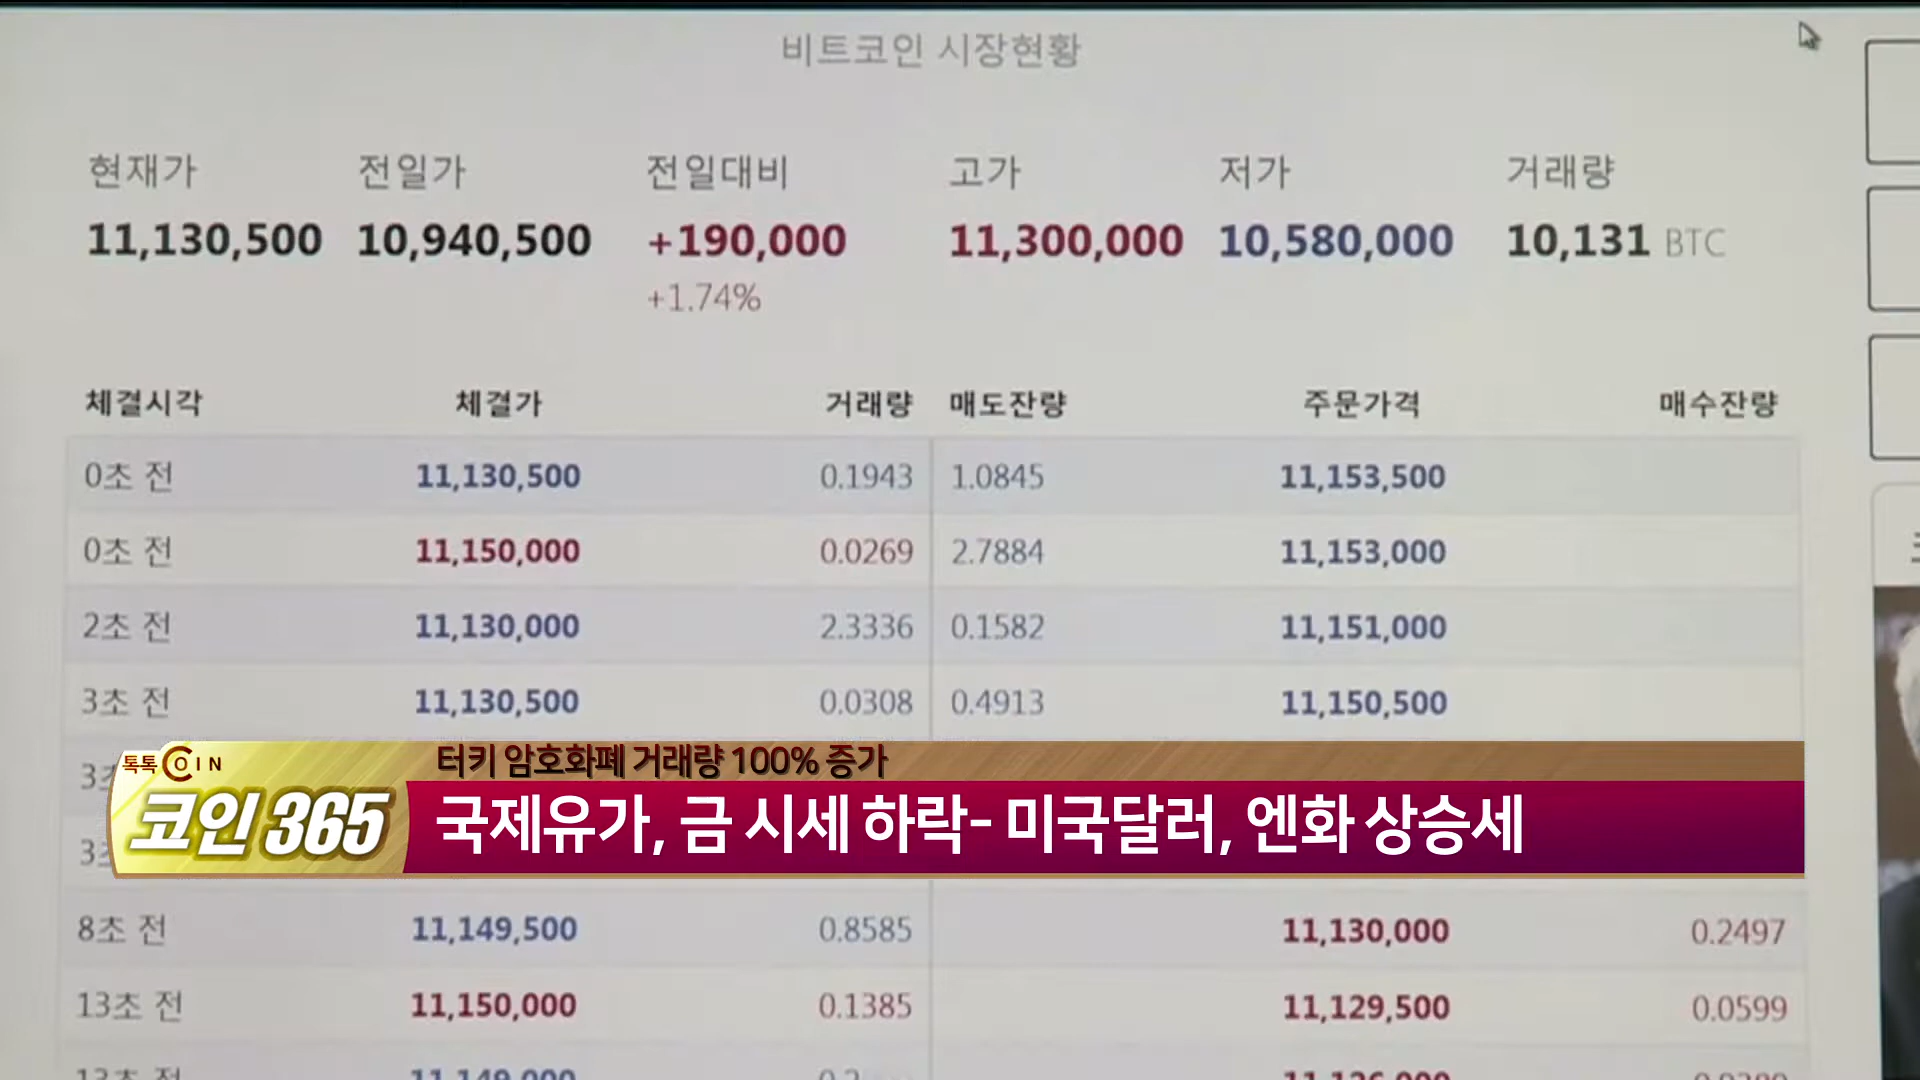 비트코인 시장현황
현재가 전일가 전일대비 고가 저가 거래량
11,130,500 10,940,500 +190,000 11,300,000 10,580,000 10,131 BTC
+1.74%
체결시각 체결가 거래량 매도잔량 주문가격 매수잔량
0초 전 11,130,500 0.1943 1.0845 11,153,500
0초 전 11,150,000 0.0269 2.7884 11,153,000
2초 전 11,130,000 2.3336 0.1582 11,151,000
3초 전 11,130,500 0.0308 0.4913 11,150,500
톡톡 COIN
터키 암호화폐 거래량 100% 증가
코인 365
국제유가, 금 시세 하락- 미국달러, 엔화 상승세
8초 전 11,149,500 0.8585 11,130,000 0.2497
13초 전 11,150,000 0.1385 11,129,500 0.0599
13초 전 11,149,000